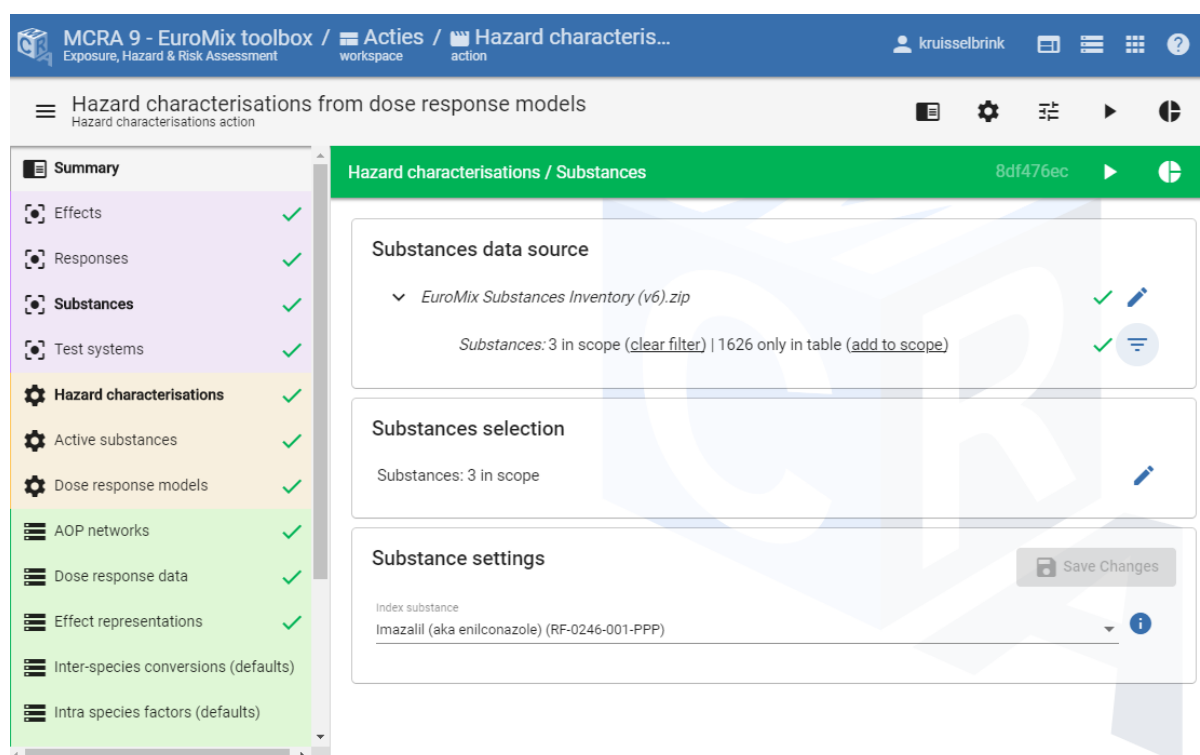 MCRA 9 - EuroMix toolbox / Acties / Hazard characteris...
Exposure, Hazard & Risk Assessment workspace action
kruisselbrink
Hazard characterisations from dose response models
Hazard characterisations action
Summary
Effects
Responses
Substances
Test systems
Hazard characterisations
Active substances
Dose response models
AOP networks
Dose response data
Effect representations
Inter-species conversions (defaults)
Intra species factors (defaults)
Hazard characterisations / Substances 8df476ec
Substances data source
EuroMix Substances Inventory (v6).zip
Substances: 3 in scope (clear filter) | 1626 only in table (add to scope)
Substances selection
Substances: 3 in scope
Substance settings
Save Changes
Index substance
Imazalil (aka enilconazole) (RF-0246-001-PPP)